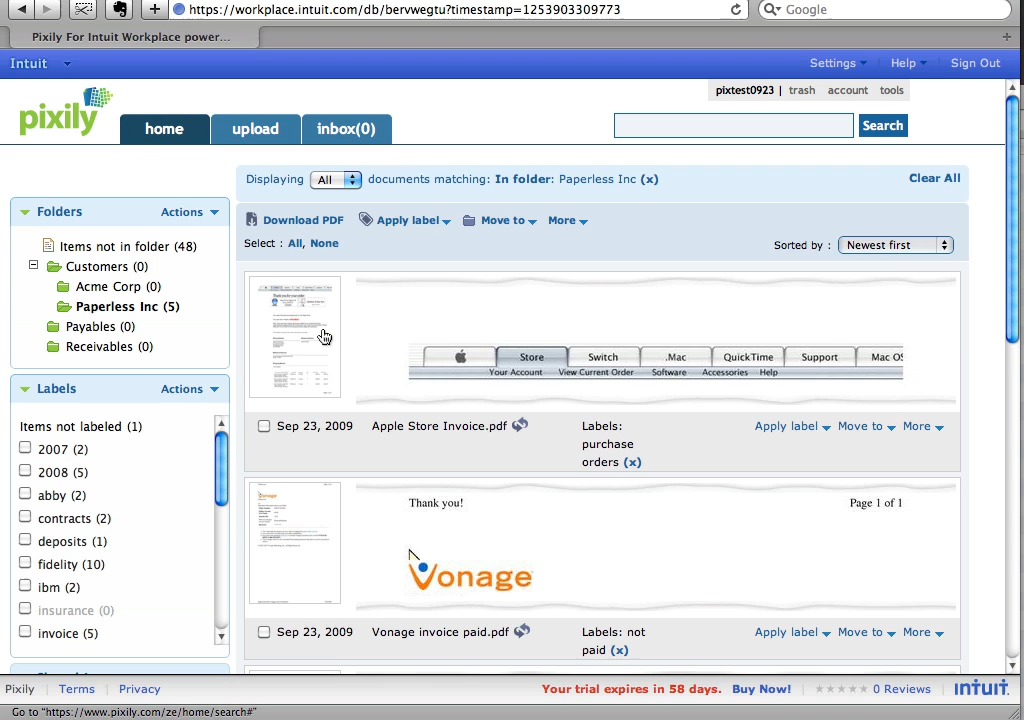 https://workplace.intuit.com/db/bervwegtu?timestamp=1253903309773
Google
Pixily For Intuit Workplace power...
Intuit
Settings
Help
Sign Out
pixtest0923 | trash account tools
pixily
home
upload
inbox(0)
Search
Displaying All documents matching: In folder: Paperless Inc (x)
Clear All
Folders
Actions
Download PDF
Apply label
Move to
More
Select : All, None
Sorted by : Newest first
Items not in folder (48)
Customers (0)
Acme Corp (0)
Paperless Inc (5)
Payables (0)
Receivables (0)
Store
Switch
.Mac
QuickTime
Support
Mac OS
Your Account
View Current Order
Software
Accessories
Help
Labels
Actions
Sep 23, 2009
Apple Store Invoice.pdf
Labels:
purchase
orders (x)
Apply label
Move to
More
Items not labeled (1)
2007 (2)
2008 (5)
abby (2)
contracts (2)
deposits (1)
fidelity (10)
ibm (2)
insurance (0)
invoice (5)
Vonage
Thank you!
Page 1 of 1
Vonage
Sep 23, 2009
Vonage invoice paid.pdf
Labels: not
paid (x)
Apply label
Move to
More
Pixily
Terms
Privacy
Your trial expires in 58 days.
Buy Now!
0 Reviews
intuit.
Go to "https://www.pixily.com/ze/home/search#"